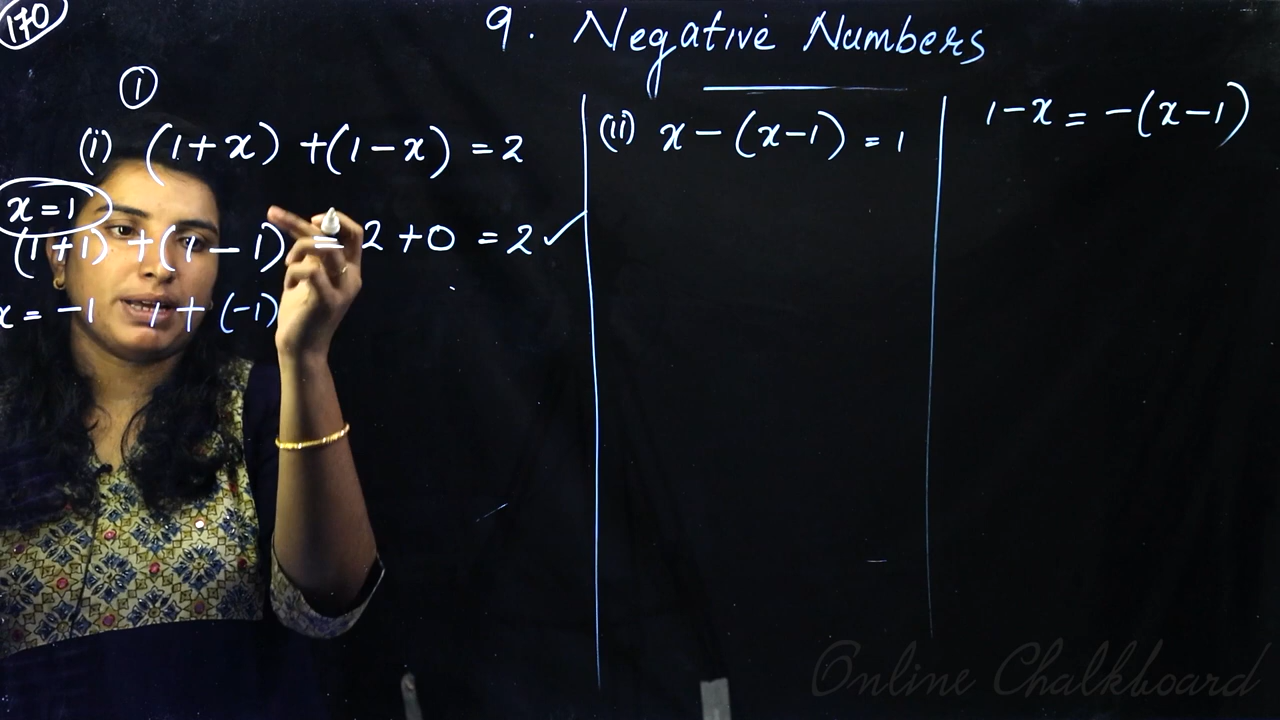 170
9. Negative Numbers
①
(i) (1+x) +(1-x) = 2
x=1
(1+1) +(1-1) = 2+0 = 2 ✓
x = -1 1 + (-1)
(ii) x-(x-1) = 1
1-x = -(x-1)
Online Chalkboard